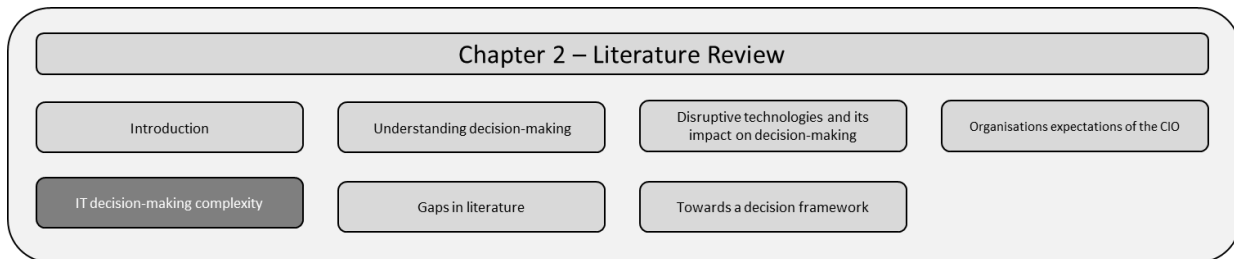 Chapter 2 – Literature Review
Introduction
Understanding decision-making
Disruptive technologies and its
impact on decision-making
Organisations expectations of the CIO
IT decision-making complexity
Gaps in literature
Towards a decision framework